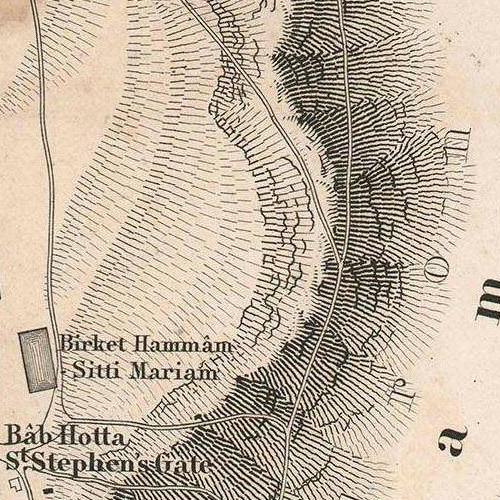 Birket Hammâm
Sitti Mariam
Bâb Hotta
St. Stephen's Gate
m
a